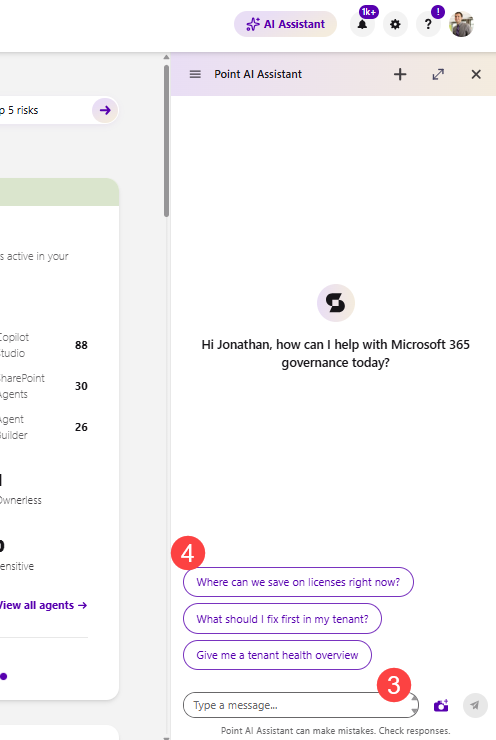 AI Assistant
1k+
!
?
Point AI Assistant
5 risks
s active in your
Copilot
Studio
88
SharePoint
Agents
30
Agent
Builder
26
Hi Jonathan, how can I help with Microsoft 365
governance today?
Ownerless
4
Where can we save on licenses right now?
What should I fix first in my tenant?
View all agents →
Give me a tenant health overview
3
Type a message...
Point AI Assistant can make mistakes. Check responses.